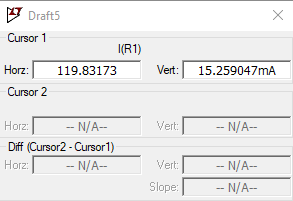 Draft5
Cursor 1
I(R1)
Horz: 119.83173 Vert: 15.259047mA
Cursor 2
Horz: -- N/A-- Vert: -- N/A--
Diff (Cursor2 - Cursor1)
Horz: -- N/A-- Vert: -- N/A--
Slope: -- N/A--